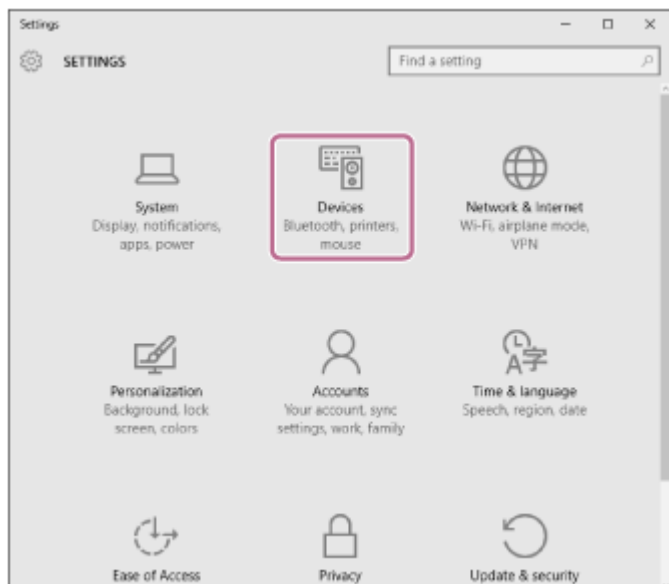 Settings
SETTINGS
Find a setting
System
Display, notifications,
apps, power
Devices
Bluetooth, printers,
mouse
Network & Internet
Wi-Fi, airplane mode,
VPN
Personalization
Background, lock
screen, colors
Accounts
Your account, sync
settings, work, family
Time & language
Speech, region, date
Ease of Access
Privacy
Update & security